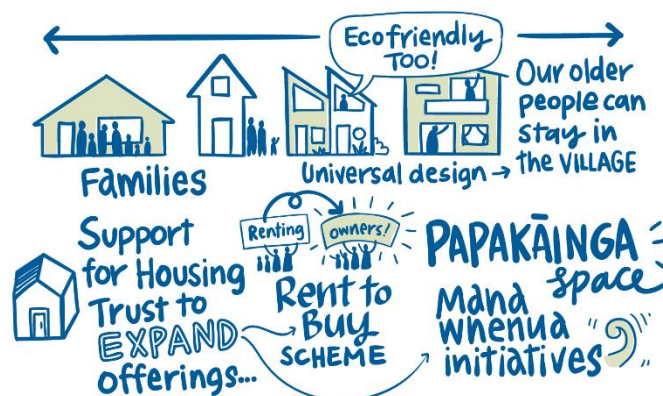 Ecofriendly
TOO!
Families
Universal design →
Our older
people can
stay in
the VILLAGE
Support
for Housing
Trust to
EXPAND
offerings...
Renting
owners!
Rent to
Buy
SCHEME
PAPAKĀINGA
space
Mana
whenua
initiatives